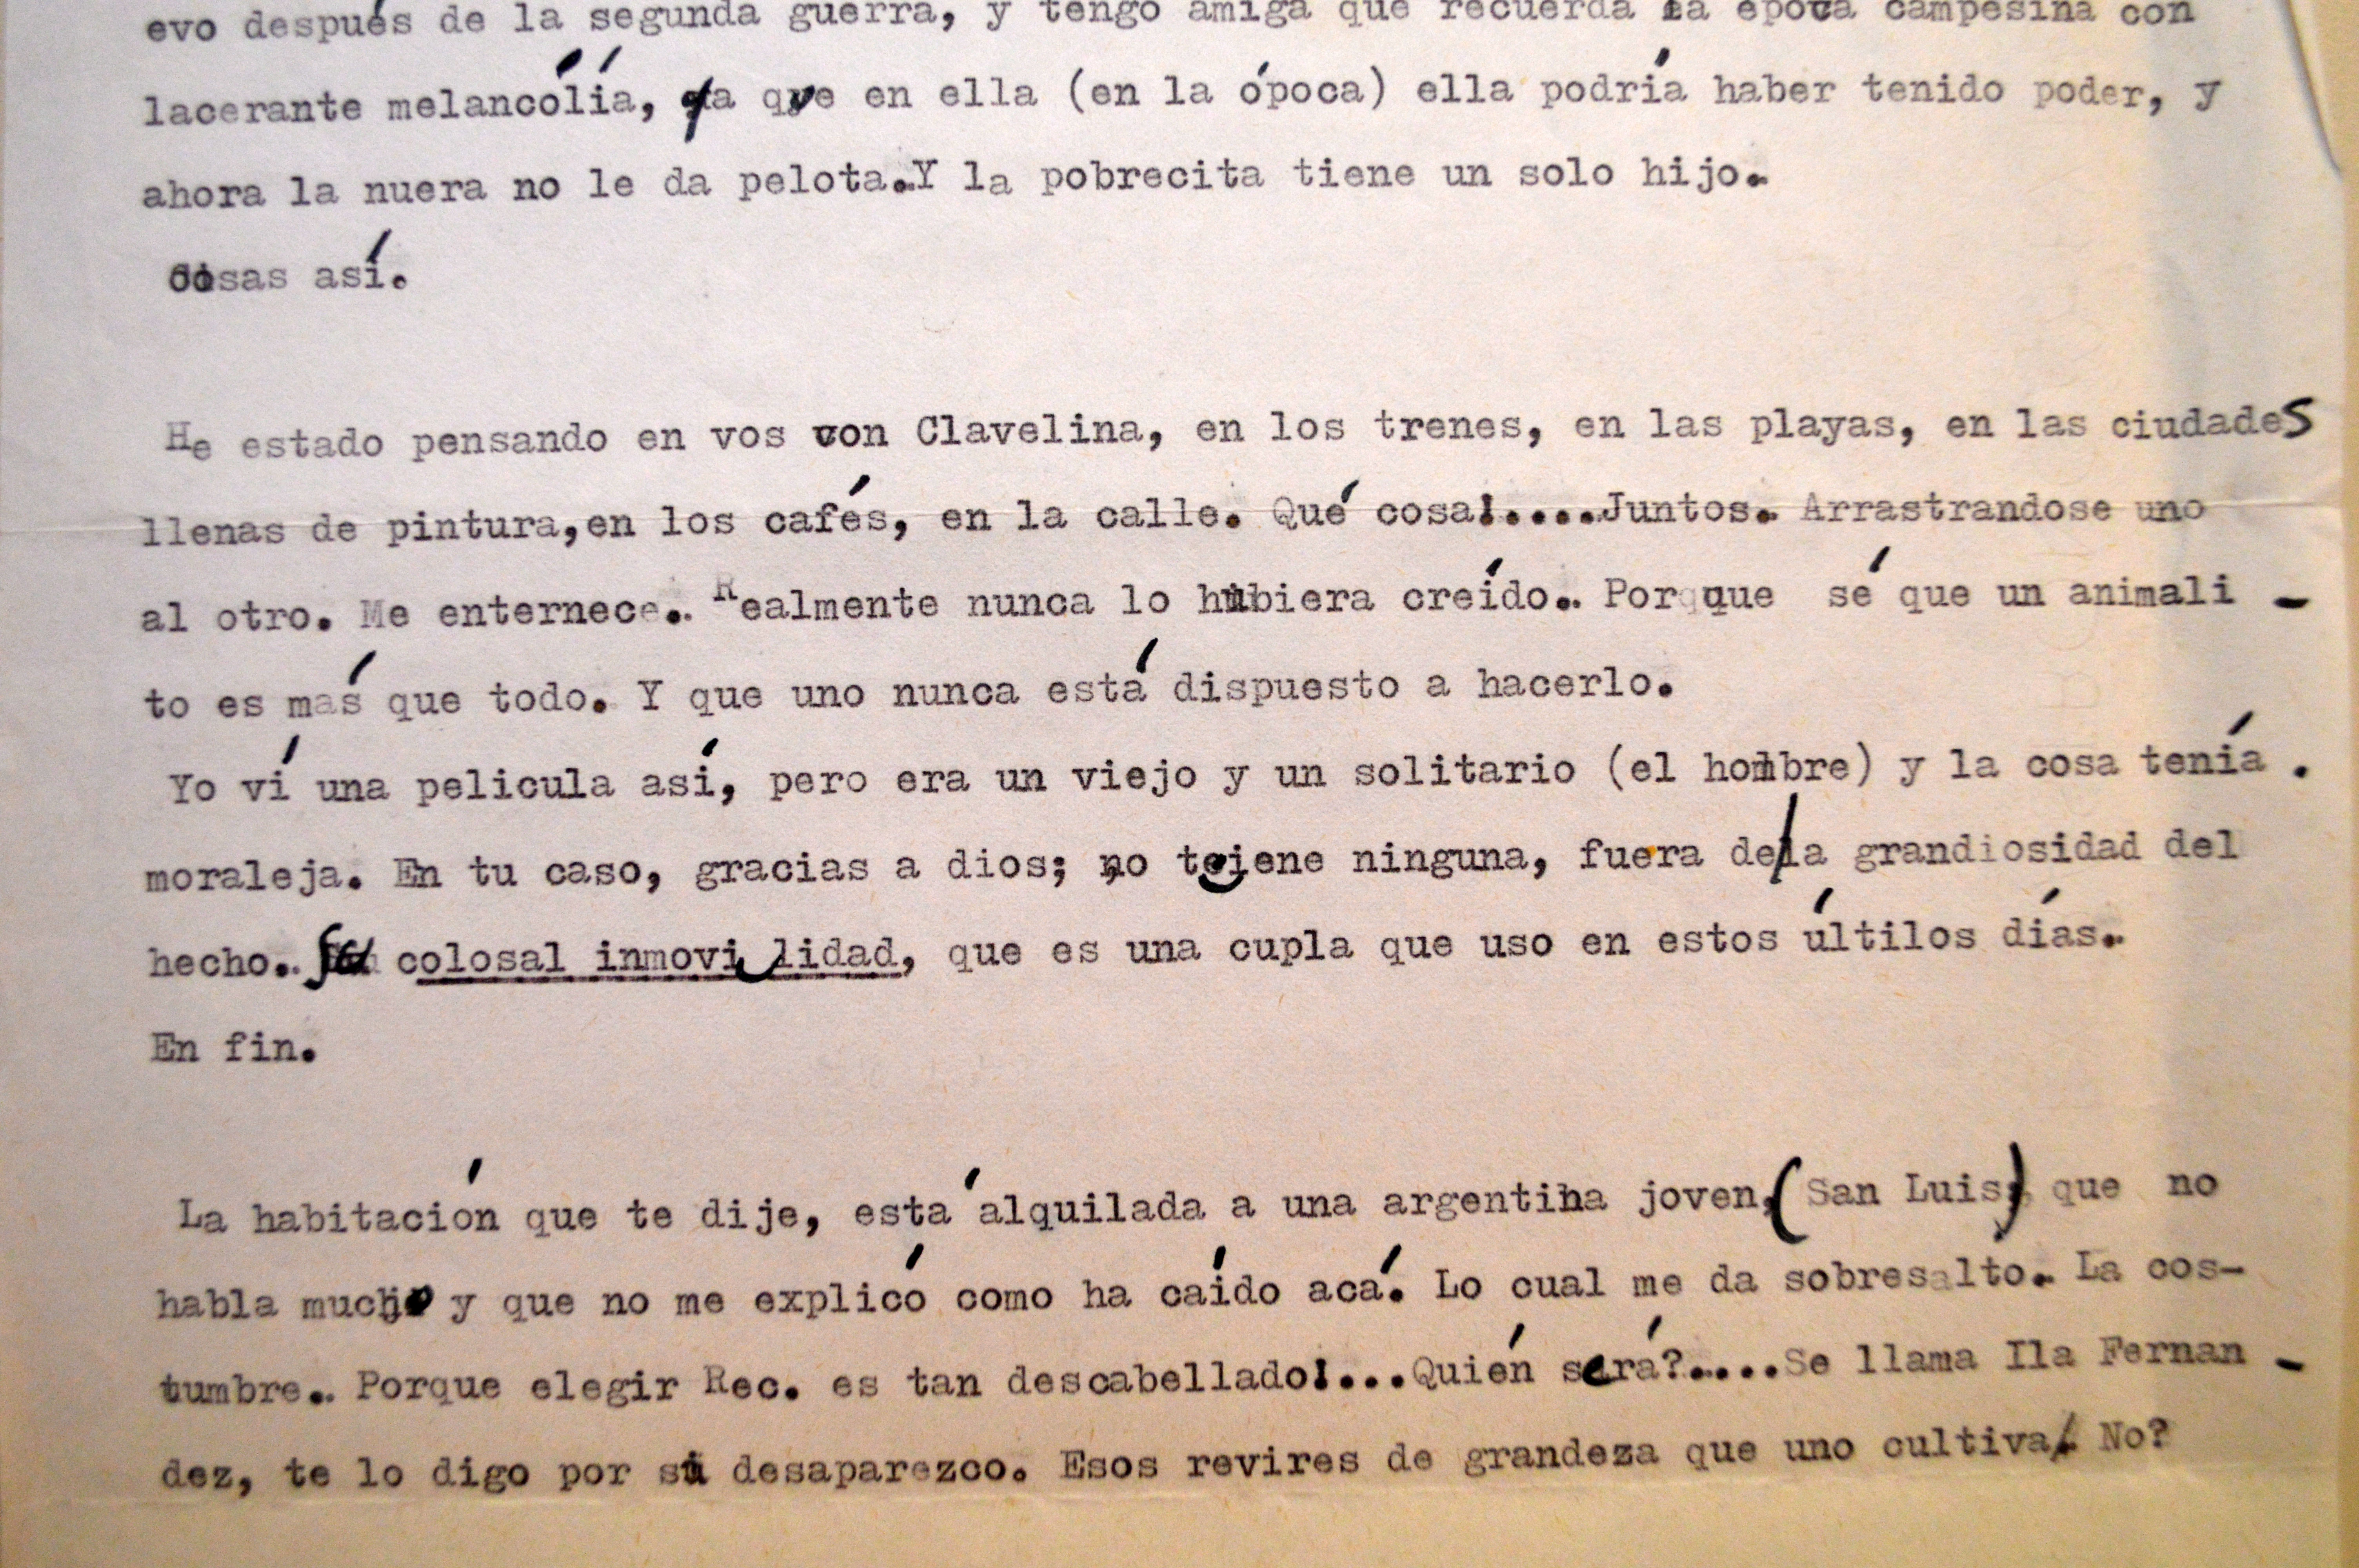 evo después de la segunda guerra, y tengo amiga que recuerda la época campesina con
lacerante melancólía, ya que en ella (en la ópoca) ella podría haber tenido poder, y
ahora la nuera no le da pelota.Y la pobrecita tiene un solo hijo.
Cosas así.
He estado pensando en vos con Clavelina, en los trenes, en las playas, en las ciudades
llenas de pintura,en los cafés, en la calle. Qué cosa!....Juntos. Arrastrandose uno
al otro. Me enternece.. Realmente nunca lo hubiera creído.. Porque sé que un animali -
to es más que todo. Y que uno nunca está dispuesto a hacerlo.
Yo ví una pelicula así, pero era un viejo y un solitario (el hombre) y la cosa tenía .
moraleja. En tu caso, gracias a dios; no teiene ninguna, fuera de/la grandiosidad del
hecho.. Su colosal inmovi lidad, que es una cupla que uso en estos últilos días..
En fin.
La habitación que te dije, está alquilada a una argentina joven,(San Luis) que no
habla mucho y que no me explicó como ha caído acá. Lo cual me da sobresalto. La cos-
tumbre.. Porque elegir Rec. es tan descabellado!...Quién será?....Se llama Ila Fernan -
dez, te lo digo por si desaparezco. Esos revires de grandeza que uno cultiva. No?